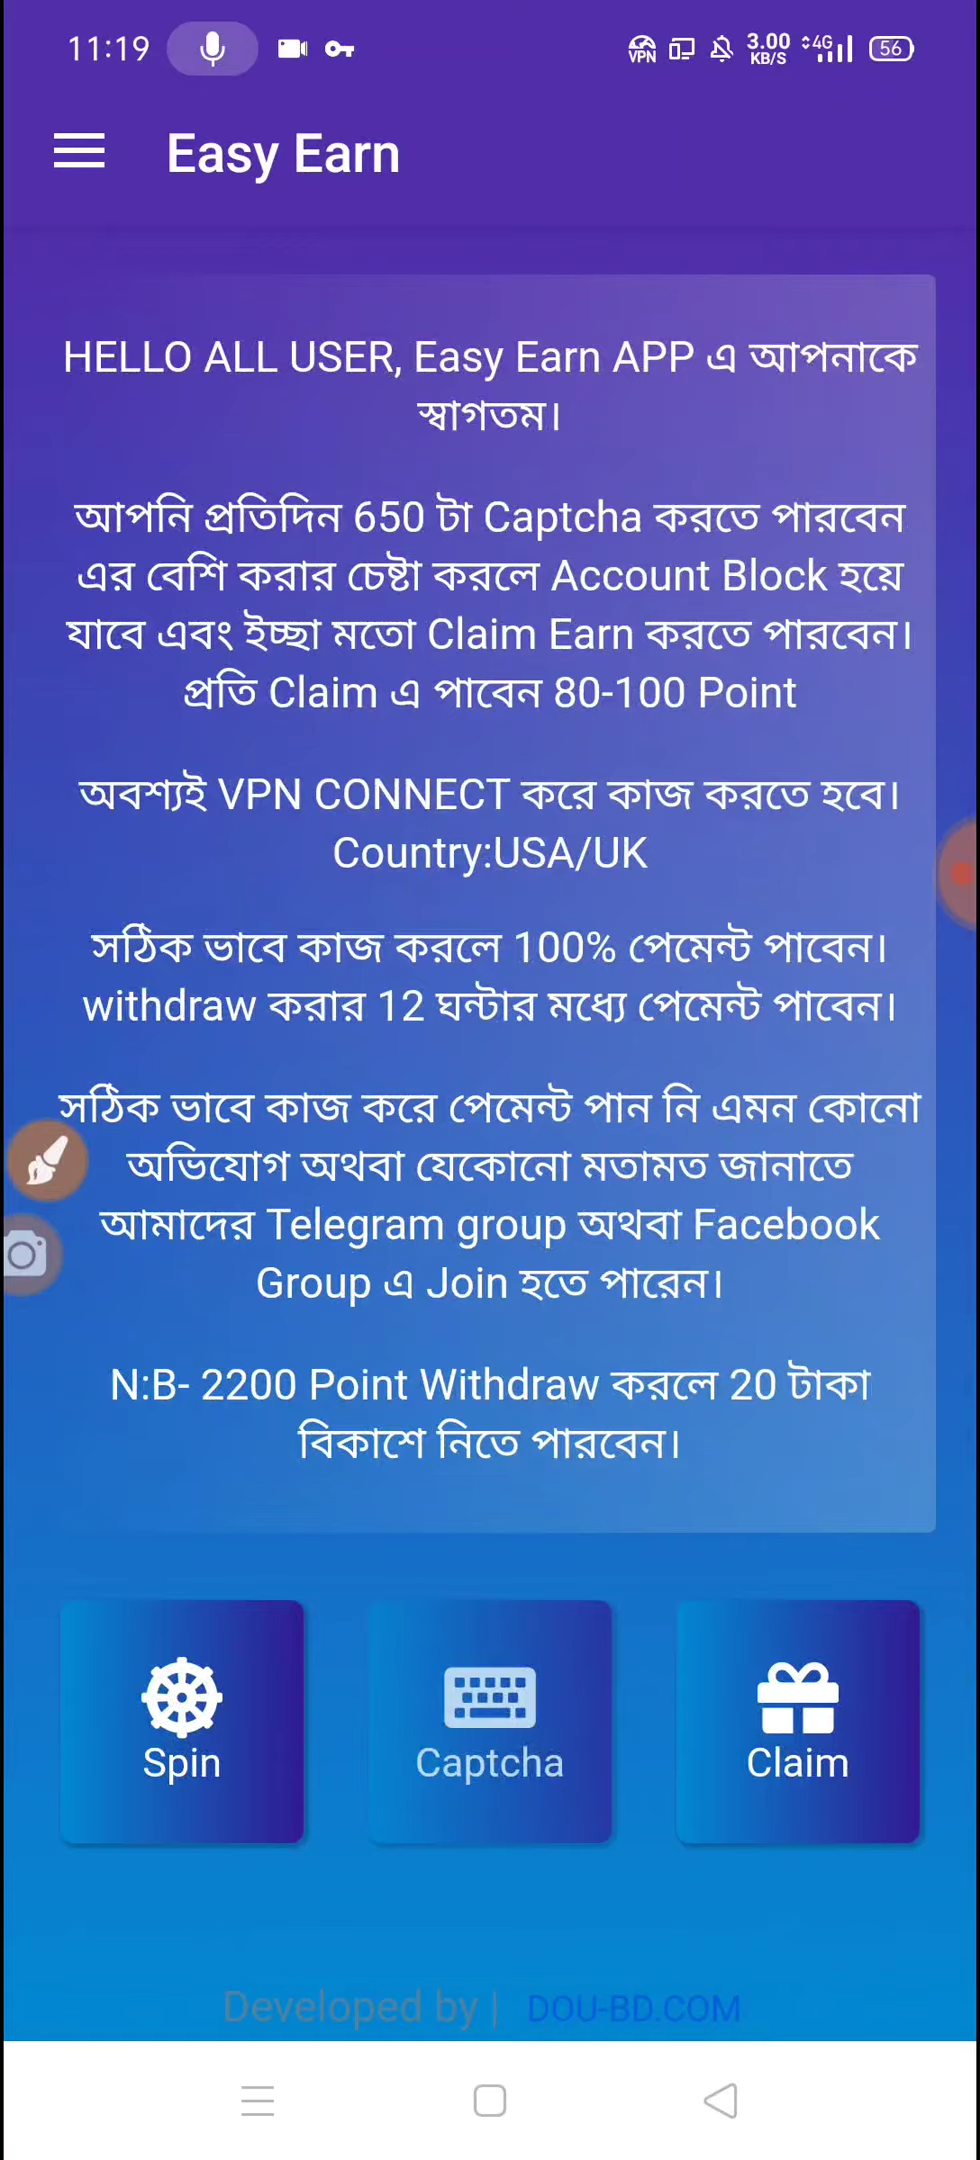 11:19
VPN 3.00 KB/S 4G 56
Easy Earn
HELLO ALL USER, Easy Earn APP এ আপনাকে
স্বাগতম।
আপনি প্রতিদিন 650 টা Captcha করতে পারবেন
এর বেশি করার চেষ্টা করলে Account Block হয়ে
যাবে এবং ইচ্ছা মতো Claim Earn করতে পারবেন।
প্রতি Claim এ পাবেন 80-100 Point
অবশ্যই VPN CONNECT করে কাজ করতে হবে।
Country:USA/UK
সঠিক ভাবে কাজ করলে 100% পেমেন্ট পাবেন।
withdraw করার 12 ঘন্টার মধ্যে পেমেন্ট পাবেন।
সঠিক ভাবে কাজ করে পেমেন্ট পান নি এমন কোনো
অভিযোগ অথবা যেকোনো মতামত জানাতে
আমাদের Telegram group অথবা Facebook
Group এ Join হতে পারেন।
N:B- 2200 Point Withdraw করলে 20 টাকা
বিকাশে নিতে পারবেন।
Spin Captcha Claim
Developed by | DOU-BD.COM